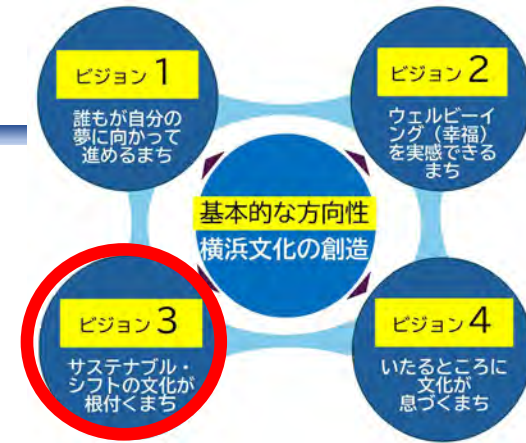 ビジョン 1
誰もが自分の
夢に向かって
進めるまち
ビジョン 2
ウェルビーイ
ング（幸福）
を実感できる
まち
基本的な方向性
横浜文化の創造
ビジョン 3
サステナブル・
シフトの文化が
根付くまち
ビジョン 4
いたるところに
文化が
息づくまち